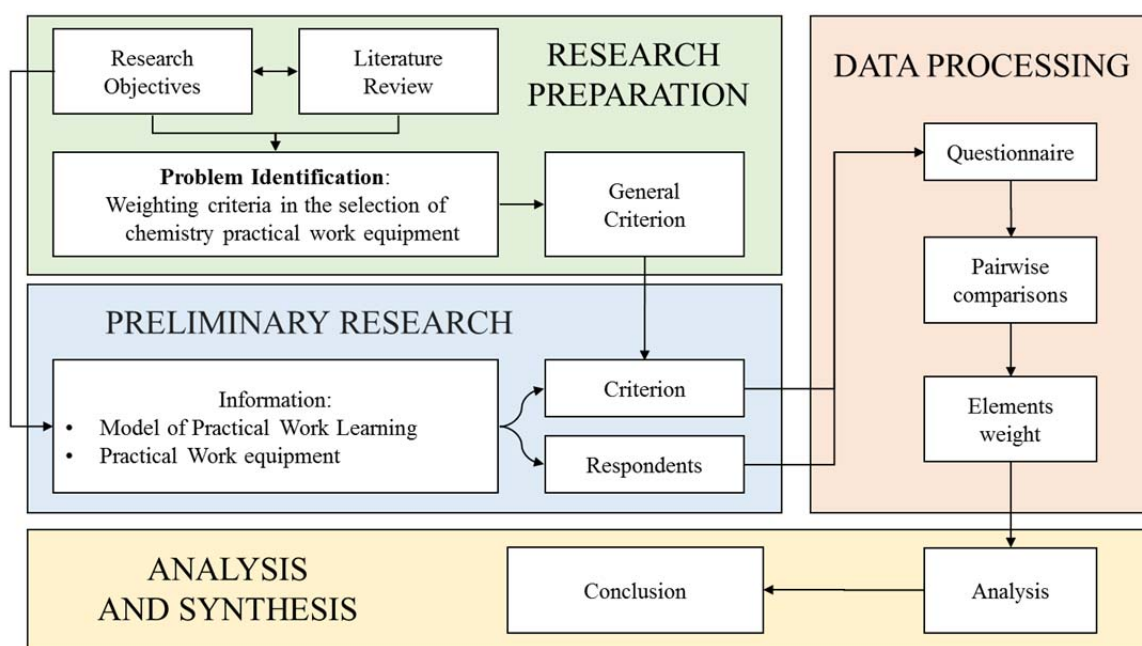 Research
Objectives
Literature
Review
RESEARCH
PREPARATION
Problem Identification:
Weighting criteria in the selection of
chemistry practical work equipment
General
Criterion
PRELIMINARY RESEARCH
Information:
• Model of Practical Work Learning
• Practical Work equipment
Criterion
Respondents
DATA PROCESSING
Questionnaire
Pairwise
comparisons
Elements
weight
ANALYSIS
AND SYNTHESIS
Conclusion
Analysis